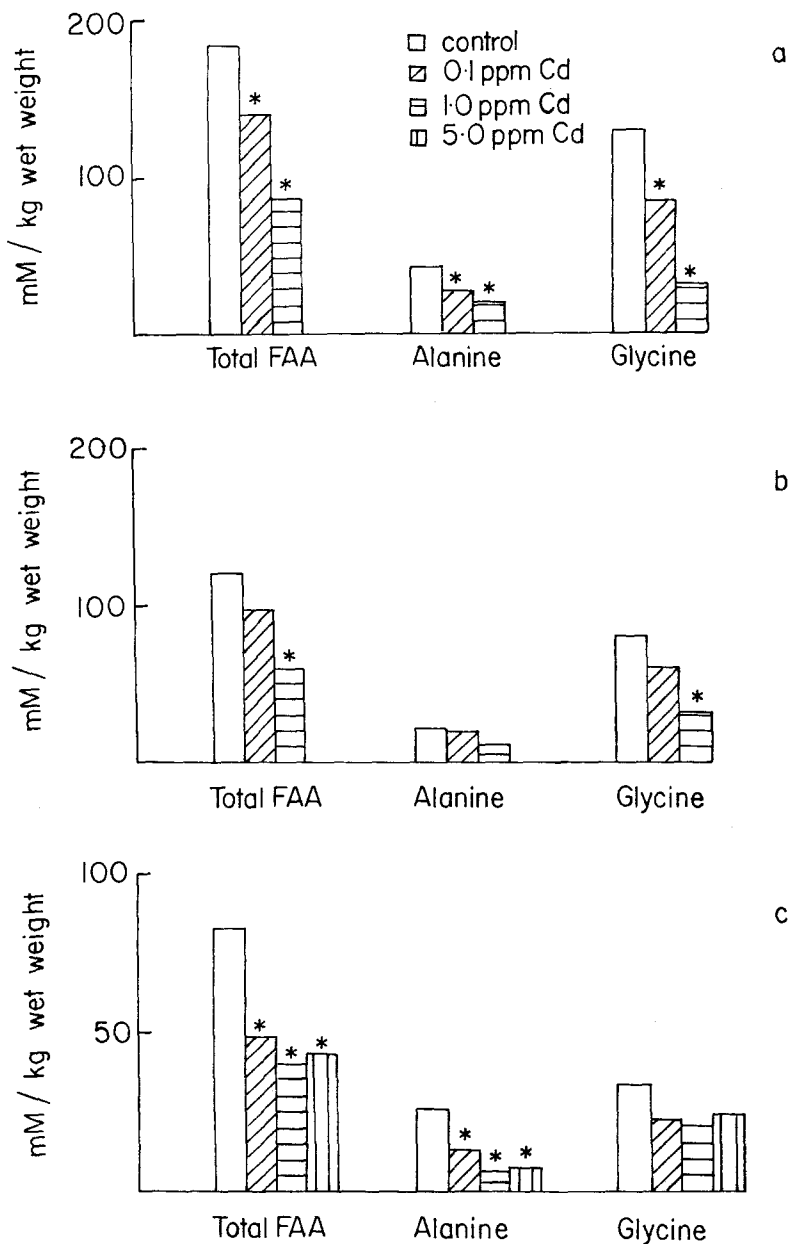 200
100
mM / kg wet weight
control
0·1 ppm Cd
1·0 ppm Cd
5·0 ppm Cd
a
*
*
*
*
*
*
Total FAA Alanine Glycine
200
100
mM / kg wet weight
b
*
*
Total FAA Alanine Glycine
100
50
mM / kg wet weight
c
*
*
*
*
*
*
Total FAA Alanine Glycine